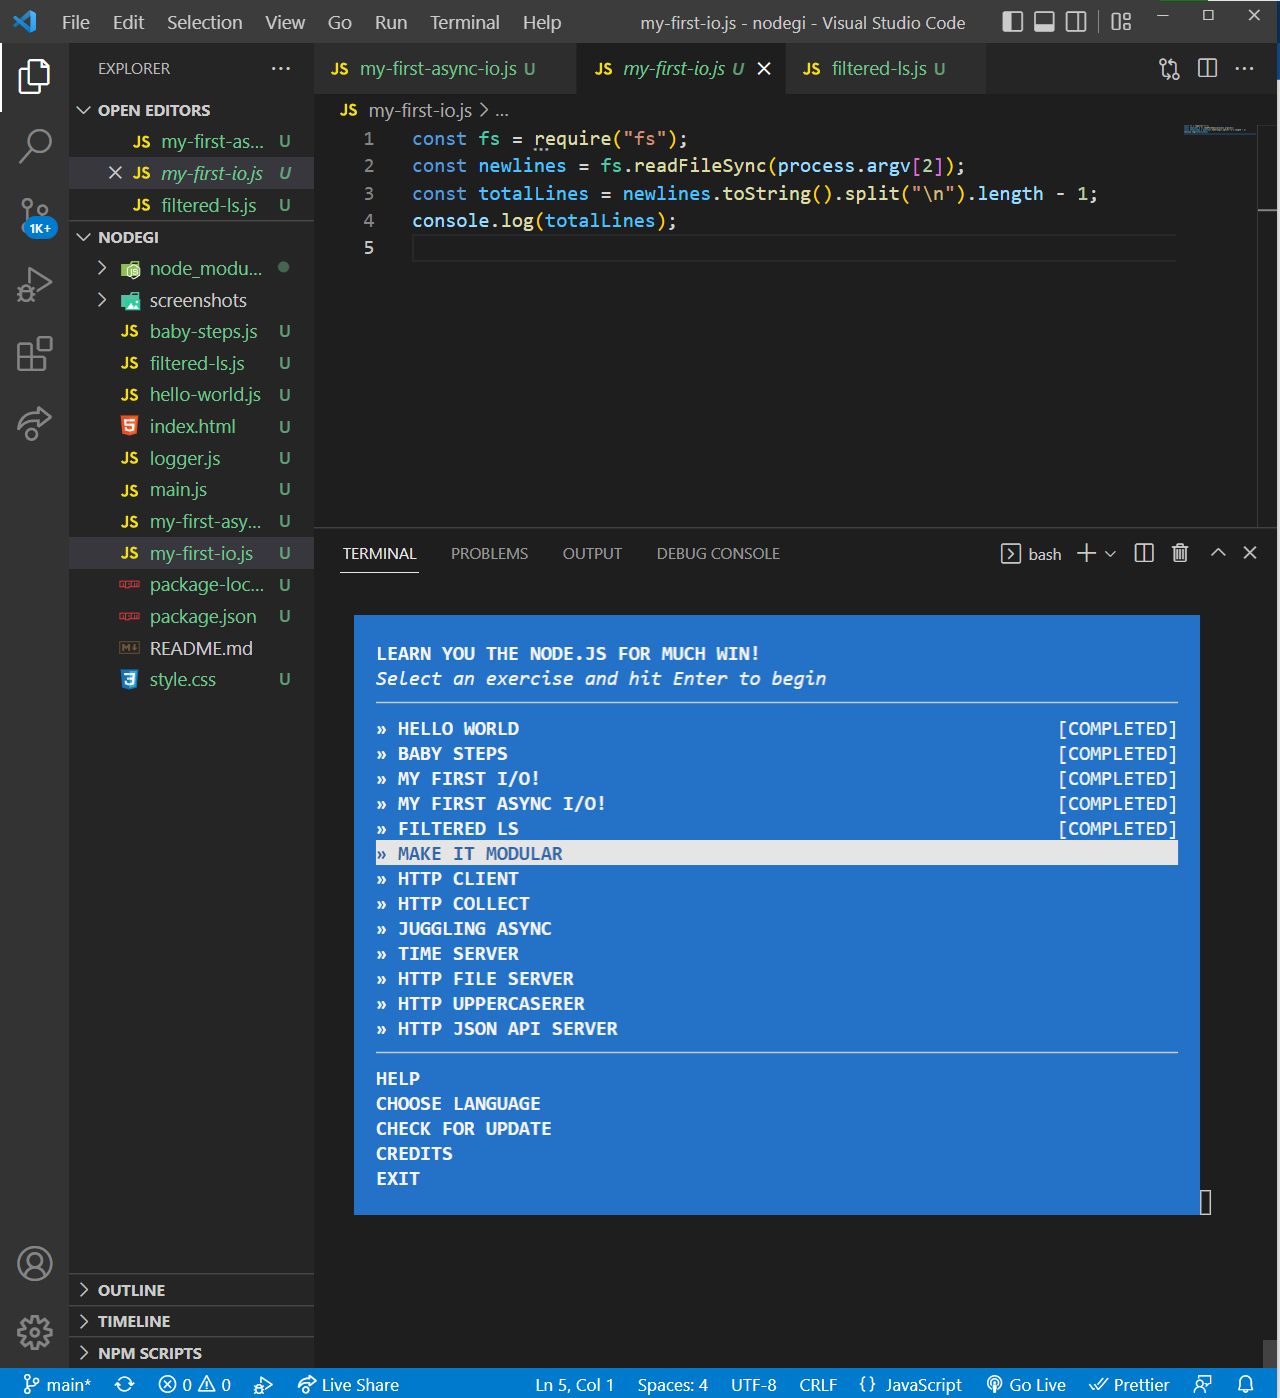 File Edit Selection View Go Run Terminal Help my-first-io.js - nodegi - Visual Studio Code
EXPLORER
OPEN EDITORS
JS my-first-as... U
JS my-first-io.js U
JS filtered-ls.js U
1K+
NODEGI
node_modu...
screenshots
JS baby-steps.js U
JS filtered-ls.js U
JS hello-world.js U
index.html U
JS logger.js U
JS main.js U
JS my-first-asy... U
JS my-first-io.js U
package-loc... U
package.json U
README.md
style.css U
OUTLINE
TIMELINE
NPM SCRIPTS
JS my-first-async-io.js U JS my-first-io.js U JS filtered-ls.js U
JS my-first-io.js > ...
1 const fs = require("fs");
2 const newlines = fs.readFileSync(process.argv[2]);
3 const totalLines = newlines.toString().split("\n").length - 1;
4 console.log(totalLines);
5
TERMINAL PROBLEMS OUTPUT DEBUG CONSOLE bash
LEARN YOU THE NODE.JS FOR MUCH WIN!
Select an exercise and hit Enter to begin
» HELLO WORLD [COMPLETED]
» BABY STEPS [COMPLETED]
» MY FIRST I/O! [COMPLETED]
» MY FIRST ASYNC I/O! [COMPLETED]
» FILTERED LS [COMPLETED]
» MAKE IT MODULAR
» HTTP CLIENT
» HTTP COLLECT
» JUGGLING ASYNC
» TIME SERVER
» HTTP FILE SERVER
» HTTP UPPERCASERER
» HTTP JSON API SERVER
HELP
CHOOSE LANGUAGE
CHECK FOR UPDATE
CREDITS
EXIT
main* 0 0 Live Share Ln 5, Col 1 Spaces: 4 UTF-8 CRLF {} JavaScript Go Live Prettier